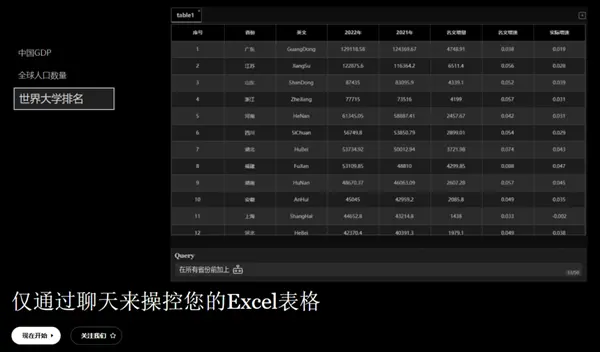 中国GDP
全球人口数量
世界大学排名
table1
序号 省份 英文 2022年 2021年 名义增量 名义增速 实际增速
1 广东 GuangDong 129118.58 124369.67 4748.91 0.038 0.019
2 江苏 JiangSu 122875.6 116364.2 6511.4 0.056 0.028
3 山东 ShanDong 87435 83095.9 4339.1 0.052 0.039
4 浙江 ZheJiang 77715 73516 4199 0.057 0.031
5 河南 HeNan 61345.05 58887.41 2457.67 0.042 0.031
6 四川 SiChuan 56749.8 53850.79 2899.01 0.054 0.029
7 湖北 HuBei 53734.92 50012.94 3721.98 0.074 0.043
8 福建 FuJian 53109.85 48810 4299.85 0.088 0.047
9 湖南 HuNan 48670.37 46063.09 2607.28 0.057 0.045
10 安徽 AnHui 45045 42959.2 2085.8 0.049 0.035
11 上海 ShangHai 44652.8 43214.8 1438 0.033 -0.002
12 河北 HeBei 42370.4 40391.3 1979.1 0.049 0.038
Query
在所有省份前加上
仅通过聊天来操控您的Excel表格
现在开始
关注我们